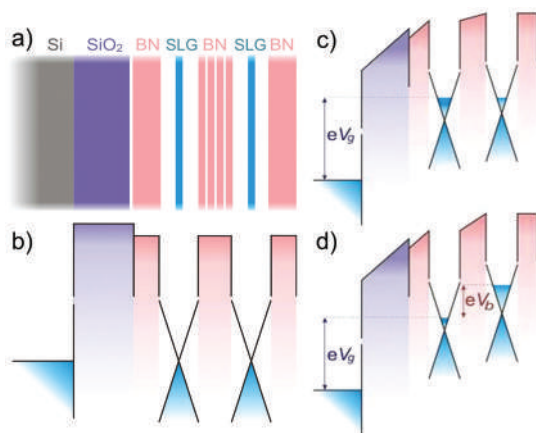 a) Si SiO₂ BN SLG BN SLG BN
b)
c)
eVg
d)
eVb
eVg